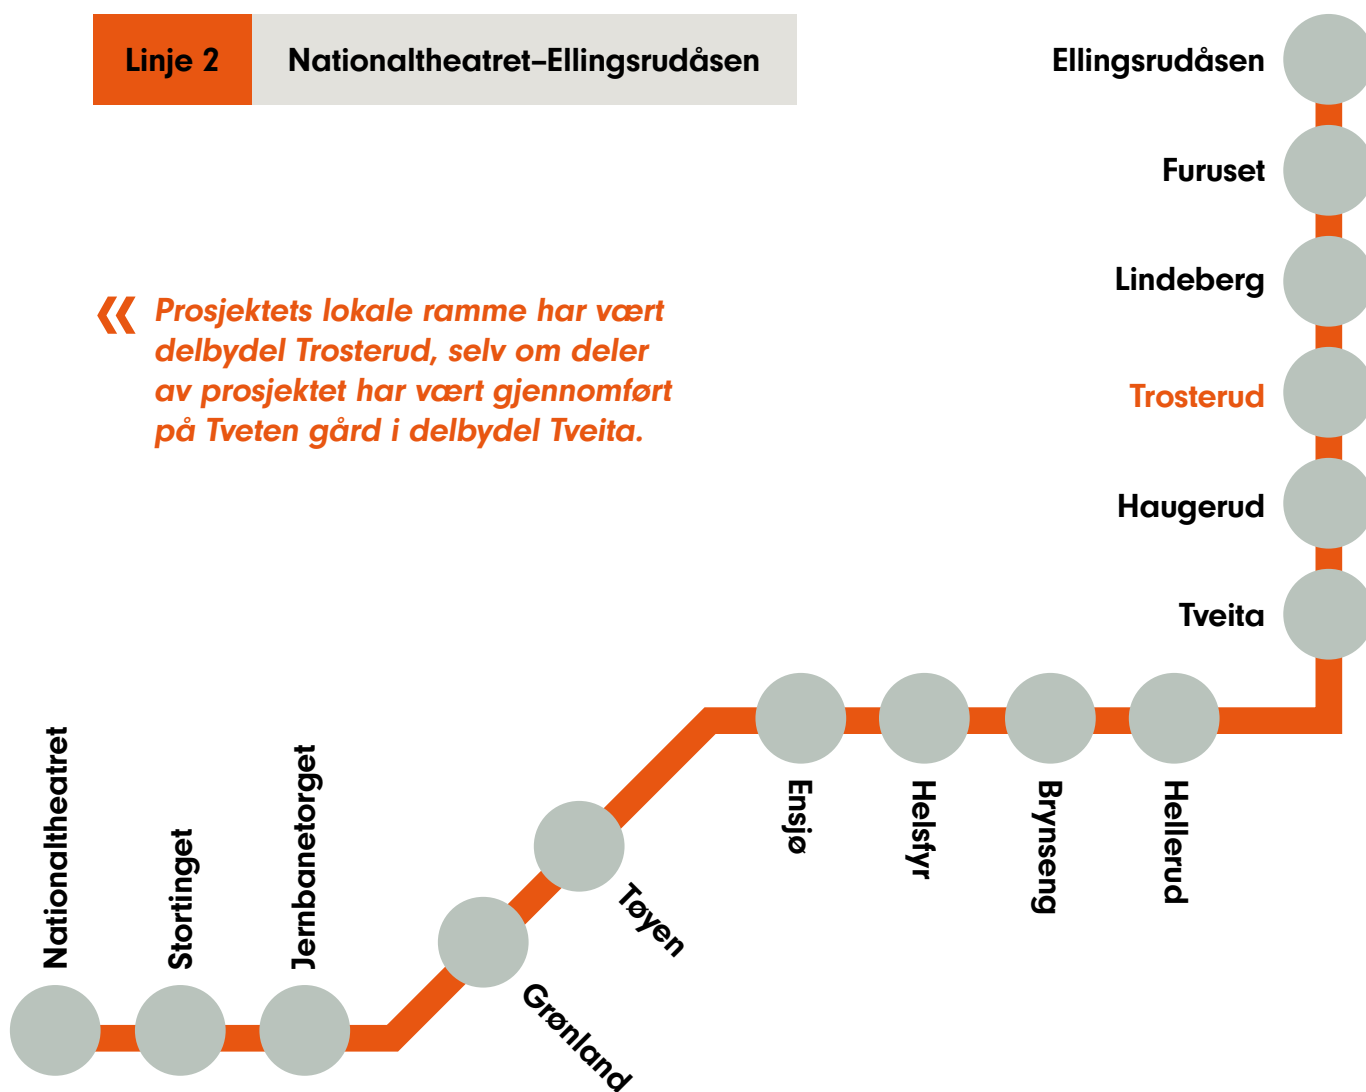 Linje 2
Nationaltheatret–Ellingsrudåsen
« Prosjektets lokale ramme har vært
delbydel Trosterud, selv om deler
av prosjektet har vært gjennomført
på Tveten gård i delbydel Tveita.
Ellingsrudåsen
Furuset
Lindeberg
Trosterud
Haugerud
Tveita
Hellerud
Brynseng
Helsfyr
Ensjø
Tøyen
Grønland
Jernbanetorget
Stortinget
Nationaltheatret